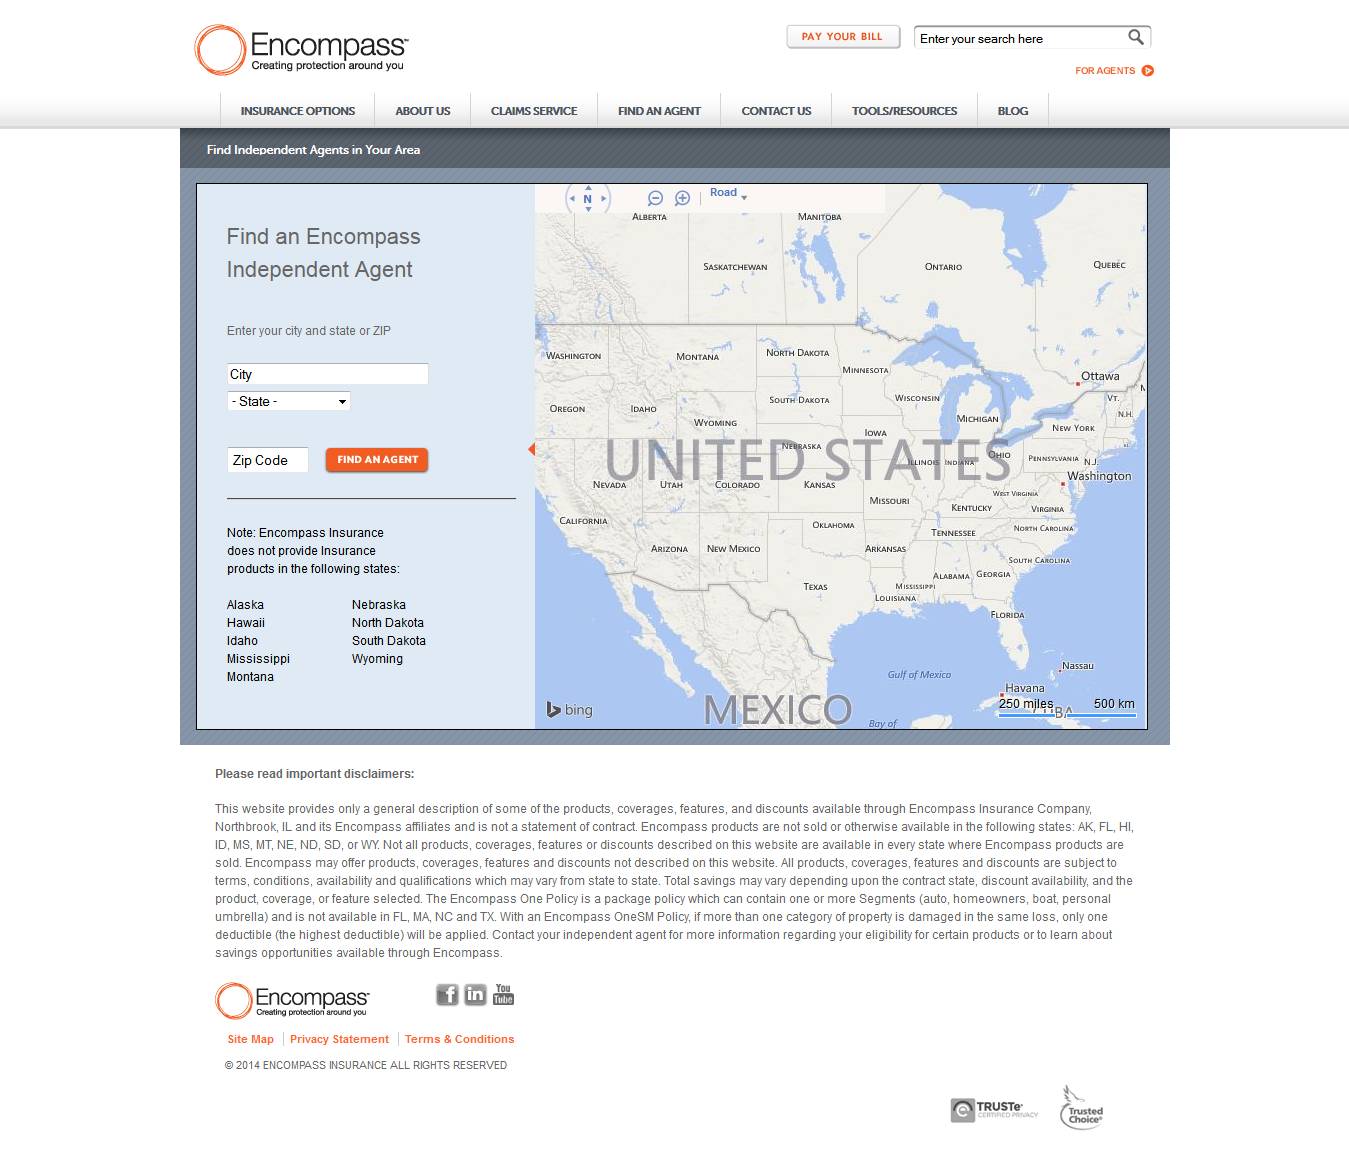 Encompass™
Creating protection around you
PAY YOUR BILL
Enter your search here
FOR AGENTS
INSURANCE OPTIONS
ABOUT US
CLAIMS SERVICE
FIND AN AGENT
CONTACT US
TOOLS/RESOURCES
BLOG
Find Independent Agents in Your Area
Find an Encompass
Independent Agent
Enter your city and state or ZIP
City
- State -
Zip Code
FIND AN AGENT
Note: Encompass Insurance
does not provide Insurance
products in the following states:
Alaska
Hawaii
Idaho
Mississippi
Montana
Nebraska
North Dakota
South Dakota
Wyoming
N
Road
ALBERTA
MANITOBA
SASKATCHEWAN
ONTARIO
QUEBEC
WASHINGTON
MONTANA
NORTH DAKOTA
MINNESOTA
Ottawa
OREGON
IDAHO
SOUTH DAKOTA
WISCONSIN
VT.
N.H.
WYOMING
MICHIGAN
IOWA
NEW YORK
UNITED STATES
NEBRASKA
ILLINOIS
INDIANA
OHIO
PENNSYLVANIA
N.J.
Washington
NEVADA
UTAH
COLORADO
KANSAS
MISSOURI
WEST VIRGINIA
KENTUCKY
VIRGINIA
CALIFORNIA
OKLAHOMA
TENNESSEE
NORTH CAROLINA
ARIZONA
NEW MEXICO
ARKANSAS
SOUTH CAROLINA
TEXAS
MISSISSIPPI
ALABAMA
GEORGIA
LOUISIANA
FLORIDA
Gulf of Mexico
Nassau
Havana
250 miles
500 km
CUBA
bing
MEXICO
Bay of
Please read important disclaimers:
This website provides only a general description of some of the products, coverages, features, and discounts available through Encompass Insurance Company,
Northbrook, IL and its Encompass affiliates and is not a statement of contract. Encompass products are not sold or otherwise available in the following states: AK, FL, HI,
ID, MS, MT, NE, ND, SD, or WY. Not all products, coverages, features or discounts described on this website are available in every state where Encompass products are
sold. Encompass may offer products, coverages, features and discounts not described on this website. All products, coverages, features and discounts are subject to
terms, conditions, availability and qualifications which may vary from state to state. Total savings may vary depending upon the contract state, discount availability, and the
product, coverage, or feature selected. The Encompass One Policy is a package policy which can contain one or more Segments (auto, homeowners, boat, personal
umbrella) and is not available in FL, MA, NC and TX. With an Encompass OneSM Policy, if more than one category of property is damaged in the same loss, only one
deductible (the highest deductible) will be applied. Contact your independent agent for more information regarding your eligibility for certain products or to learn about
savings opportunities available through Encompass.
Encompass
Creating protection around you
f
in
You
Tube
Site Map
Privacy Statement
Terms & Conditions
© 2014 ENCOMPASS INSURANCE ALL RIGHTS RESERVED
TRUSTe
CERTIFIED PRIVACY
Trusted
Choice®